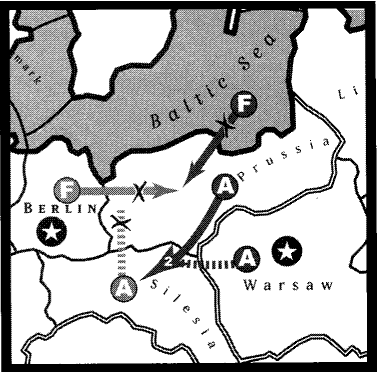 mark
Baltic Sea
Li
F
Prussia
F
A
BERLIN
2
A
A
Warsaw
Silesia